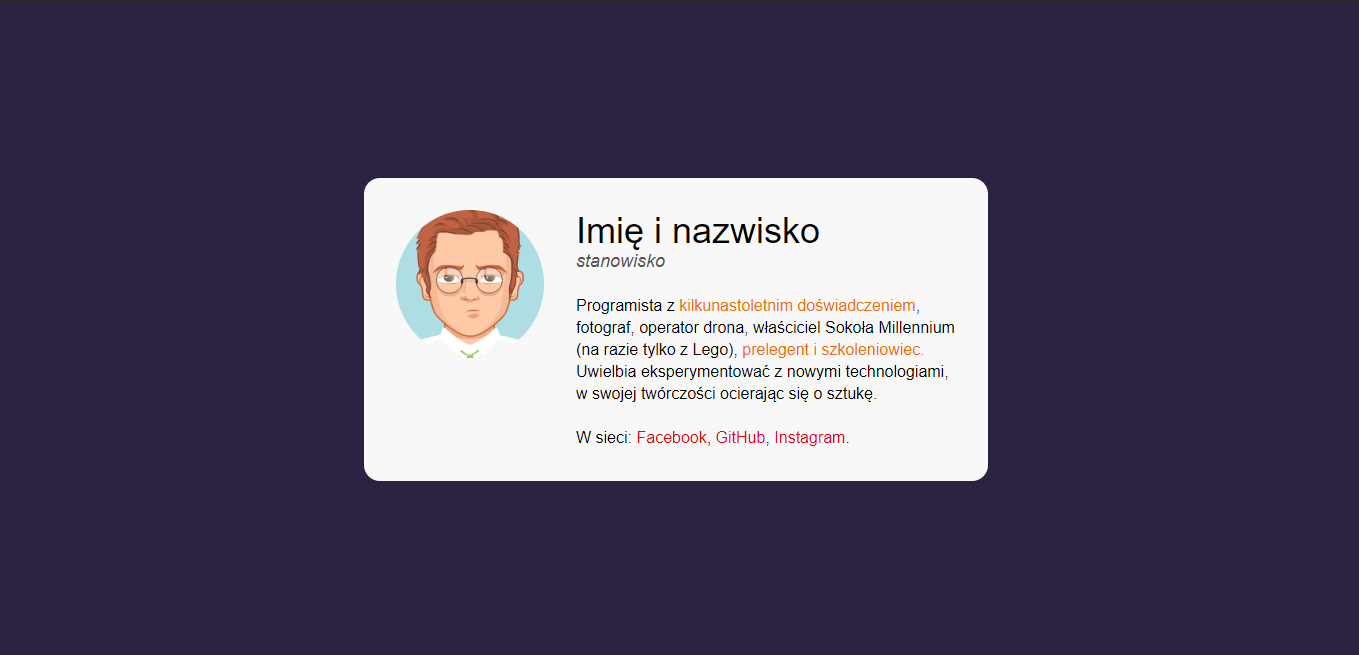 Imię i nazwisko
stanowisko
Programista z kilkunastoletnim doświadczeniem,
fotograf, operator drona, właściciel Sokoła Millennium
(na razie tylko z Lego), prelegent i szkoleniowiec.
Uwielbia eksperymentować z nowymi technologiami,
w swojej twórczości ocierając się o sztukę.
W sieci: Facebook, GitHub, Instagram.